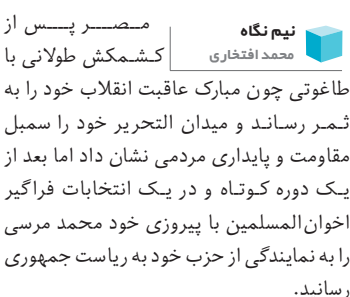 نیم نگاه
محمد افتخاری
مصر پس از
کشمکش طولانی با
طاغوتی چون مبارک عاقبت انقلاب خود را به
ثمر رساند و میدان التحریر خود را سمبل
مقاومت و پایداری مردمی نشان داد اما بعد از
یک دوره کوتاه و در یک انتخابات فراگیر
اخوان‌المسلمین با پیروزی خود محمد مرسی
را به نمایندگی از حزب خود به ریاست جمهوری
رسانید.